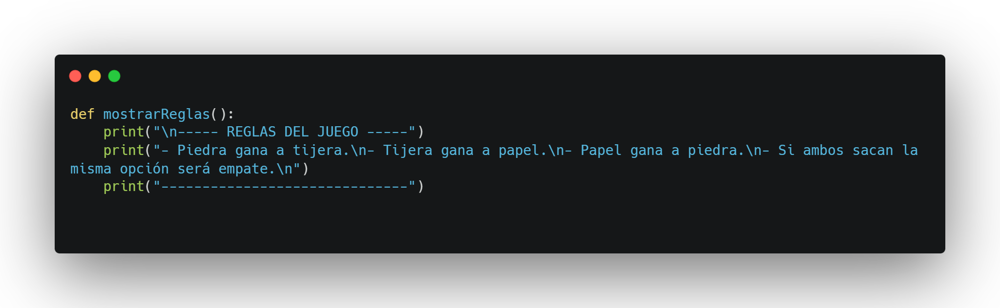 def mostrarReglas():
    print("\n----- REGLAS DEL JUEGO -----")
    print("- Piedra gana a tijera.\n- Tijera gana a papel.\n- Papel gana a piedra.\n- Si ambos sacan la
misma opción será empate.\n")
    print("------------------------------")